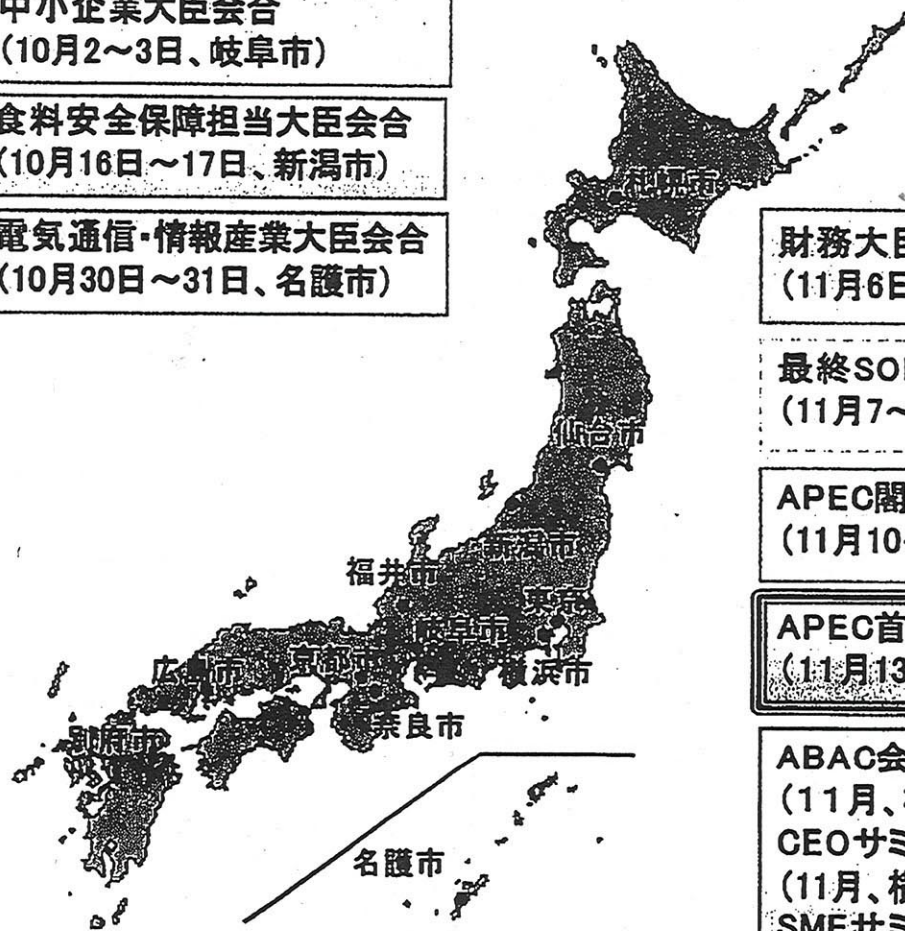 中小企業大臣会合
(10月2～3日、岐阜市)
食料安全保障担当大臣会合
(10月16日～17日、新潟市)
電気通信・情報産業大臣会合
(10月30日～31日、名護市)
札幌市
財務大臣
(11月6日
最終SO
(11月7～
仙台市
APEC閣
(11月10
新潟市
福井市
東京
岐阜市
APEC首
(11月13
広島市
京都市
横浜市
奈良市
別府市
ABAC会
(11月、
CEOサミ
(11月、横
SMEサミ
名護市